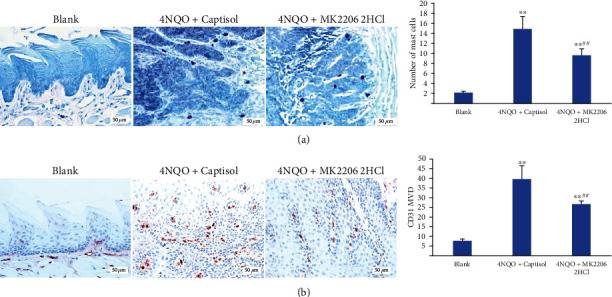 Blank
4NQO + Captisol
4NQO + MK2206 2HCl
50 μm
50 μm
50 μm
Number of mast cells
20
18
16
14
12
10
8
6
4
2
**
**##
Blank
4NQO + Captisol
4NQO + MK2206
2HCl
(a)
Blank
4NQO + Captisol
4NQO + MK2206 2HCl
50 μm
50 μm
50 μm
CD31 MVD
50
45
40
35
30
25
20
15
10
5
**
**##
Blank
4NQO + Captisol
4NQO + MK2206
2HCl
(b)